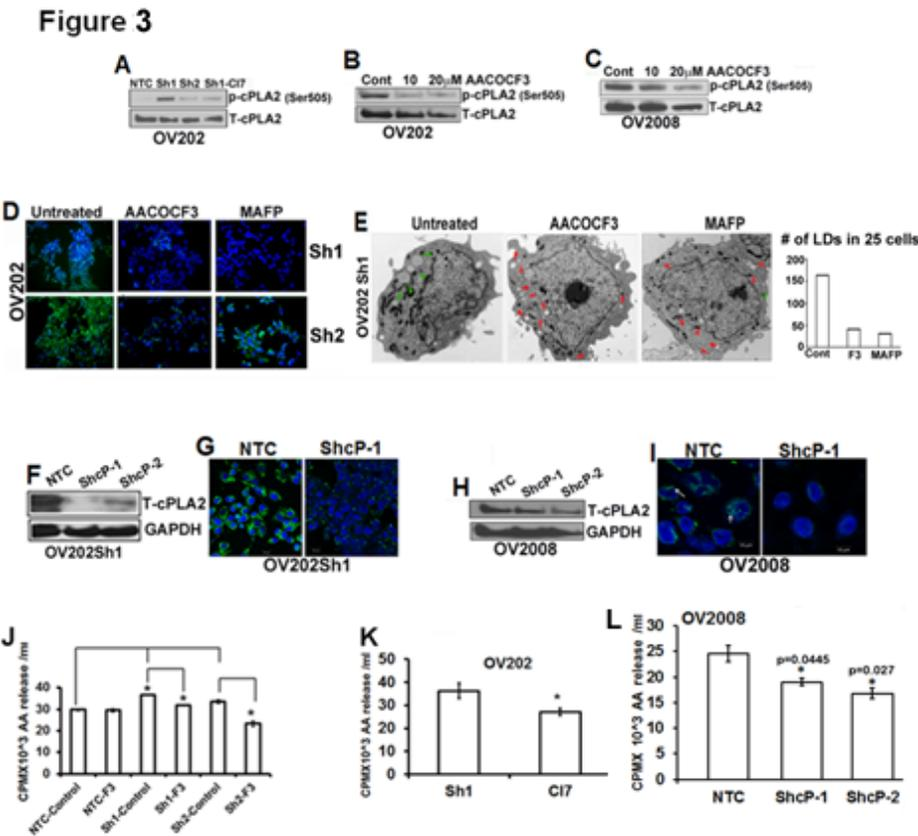 Figure 3
A
NTC Sh1 Sh2 Sh1-Cl7
p-cPLA2 (Ser505)
T-cPLA2
OV202
B
Cont 10 20µM AACOCF3
p-cPLA2 (Ser505)
T-cPLA2
OV202
C
Cont 10 20µM AACOCF3
p-cPLA2 (Ser505)
T-cPLA2
OV2008
D
Untreated AACOCF3 MAFP
OV202
Sh1
Sh2
E
Untreated AACOCF3 MAFP
OV202 Sh1
# of LDs in 25 cells
200
150
100
50
0
Cont F3 MAFP
F
NTC ShcP-1 ShcP-2
T-cPLA2
GAPDH
OV202Sh1
G
NTC ShcP-1
OV202Sh1
H
NTC ShcP-1 ShcP-2
T-cPLA2
GAPDH
OV2008
I
NTC ShcP-1
OV2008
J
CPMX10^3 AA release /ml
40
30
20
10
0
* * *
NTC-Control NTC-F3 Sh1-Control Sh1-F3 Sh2-Control Sh2-F3
K
OV202
CPMX10^3 AA release /ml
50
40
30
20
10
0
*
Sh1 Cl7
L
OV2008
CPMX 10^3 AA release /ml
30
25
20
15
10
5
0
p=0.0445
*
p=0.027
*
NTC ShcP-1 ShcP-2